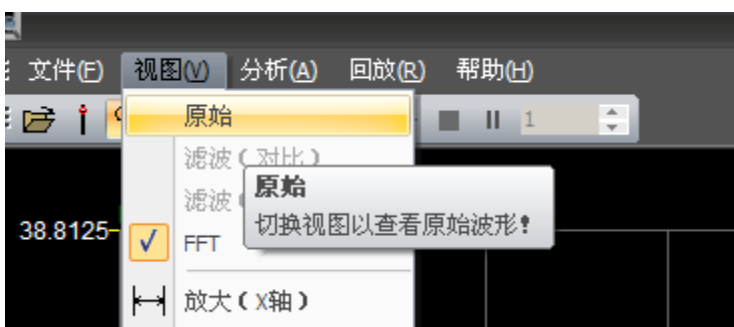 文件(F) 视图(V) 分析(A) 回放(R) 帮助(H)
原始
1
滤波(对比)
滤波(
原始
切换视图以查看原始波形!
38.8125
FFT
放大(X轴)